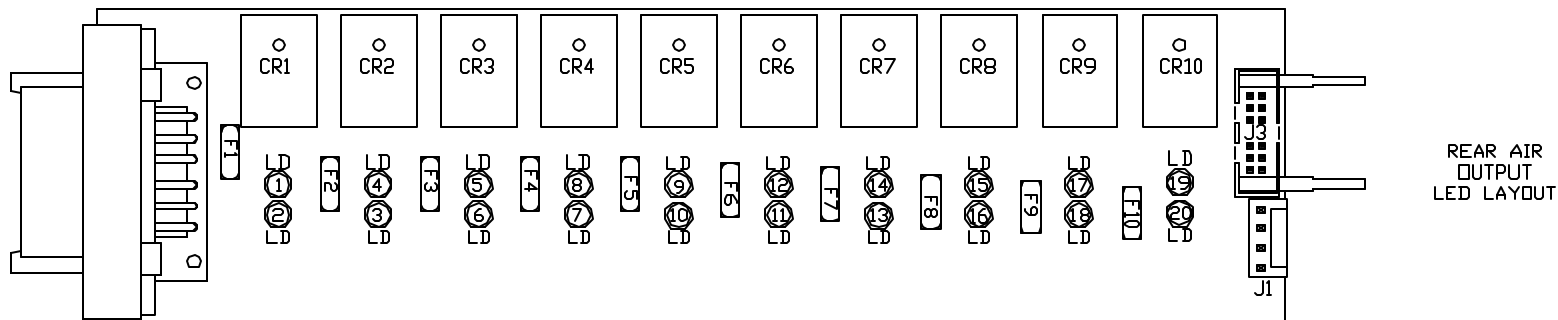 CR1 CR2 CR3 CR4 CR5 CR6 CR7 CR8 CR9 CR10
J3
F1 F2 F3 F4 F5 F6 F7 F8 F9 F10
LD LD LD LD LD LD LD LD LD LD
1 4 5 8 9 12 14 15 17 19
2 3 6 7 10 11 13 16 18 20
LD LD LD LD LD LD LD LD LD LD
J1
REAR AIR
OUTPUT
LED LAYOUT